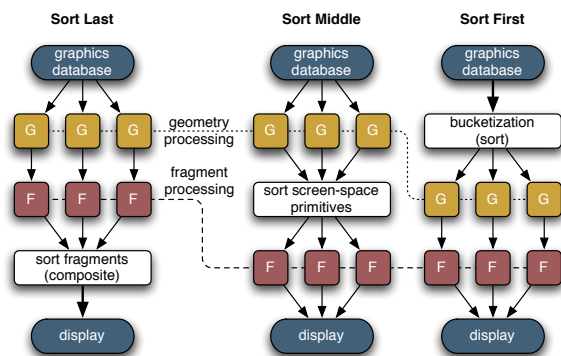 Sort Last
Sort Middle
Sort First
graphics
database
graphics
database
graphics
database
G
G
G
geometry
processing
G
G
G
bucketization
(sort)
F
F
F
fragment
processing
sort screen-space
primitives
G
G
G
sort fragments
(composite)
F
F
F
F
F
F
display
display
display